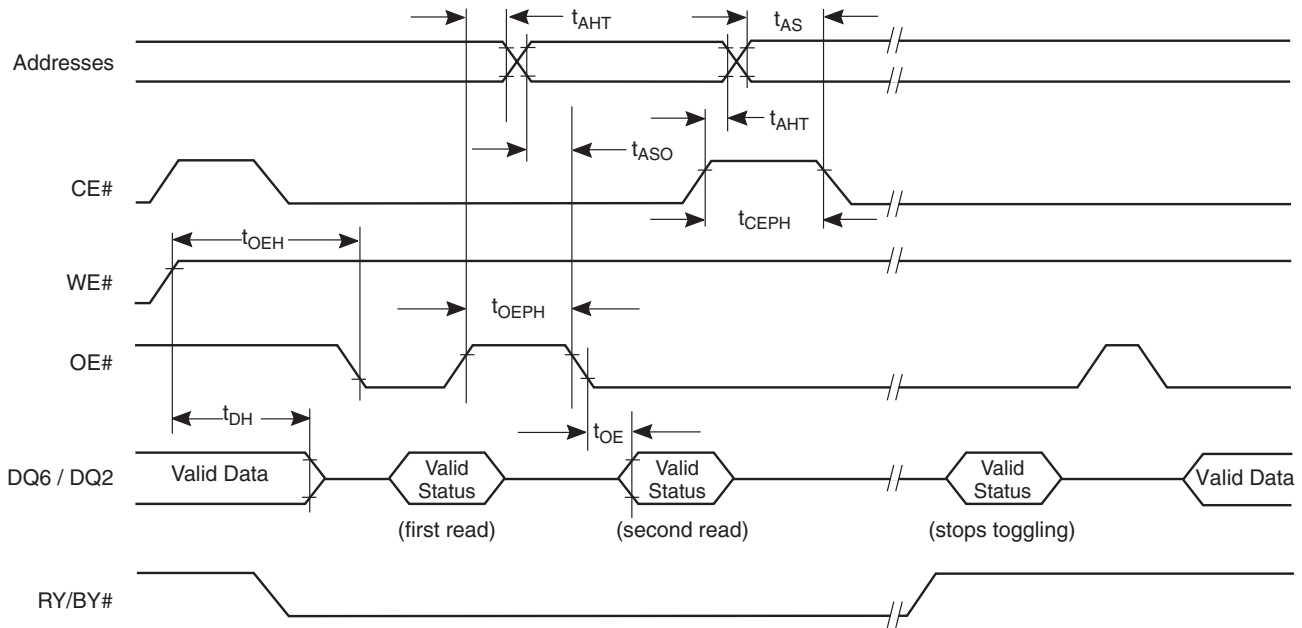 tAHT
tAS
Addresses
tAHT
tASO
CE#
tCEPH
tOEH
WE#
tOEPH
OE#
tDH
tOE
DQ6 / DQ2
Valid Data
Valid
Status
Valid
Status
Valid
Status
Valid Data
(first read)
(second read)
(stops toggling)
RY/BY#